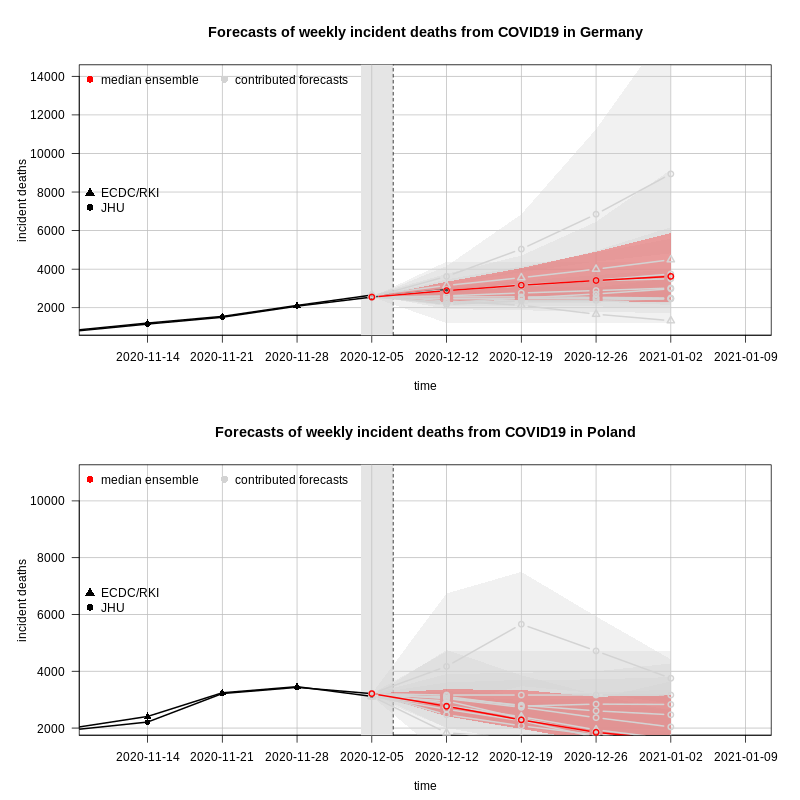 Forecasts of weekly incident deaths from COVID19 in Germany
median ensemble contributed forecasts
ECDC/RKI
JHU
14000
12000
10000
8000
6000
4000
2000
incident deaths
2020-11-14 2020-11-21 2020-11-28 2020-12-05 2020-12-12 2020-12-19 2020-12-26 2021-01-02 2021-01-09
time
Forecasts of weekly incident deaths from COVID19 in Poland
median ensemble contributed forecasts
ECDC/RKI
JHU
10000
8000
6000
4000
2000
incident deaths
2020-11-14 2020-11-21 2020-11-28 2020-12-05 2020-12-12 2020-12-19 2020-12-26 2021-01-02 2021-01-09
time